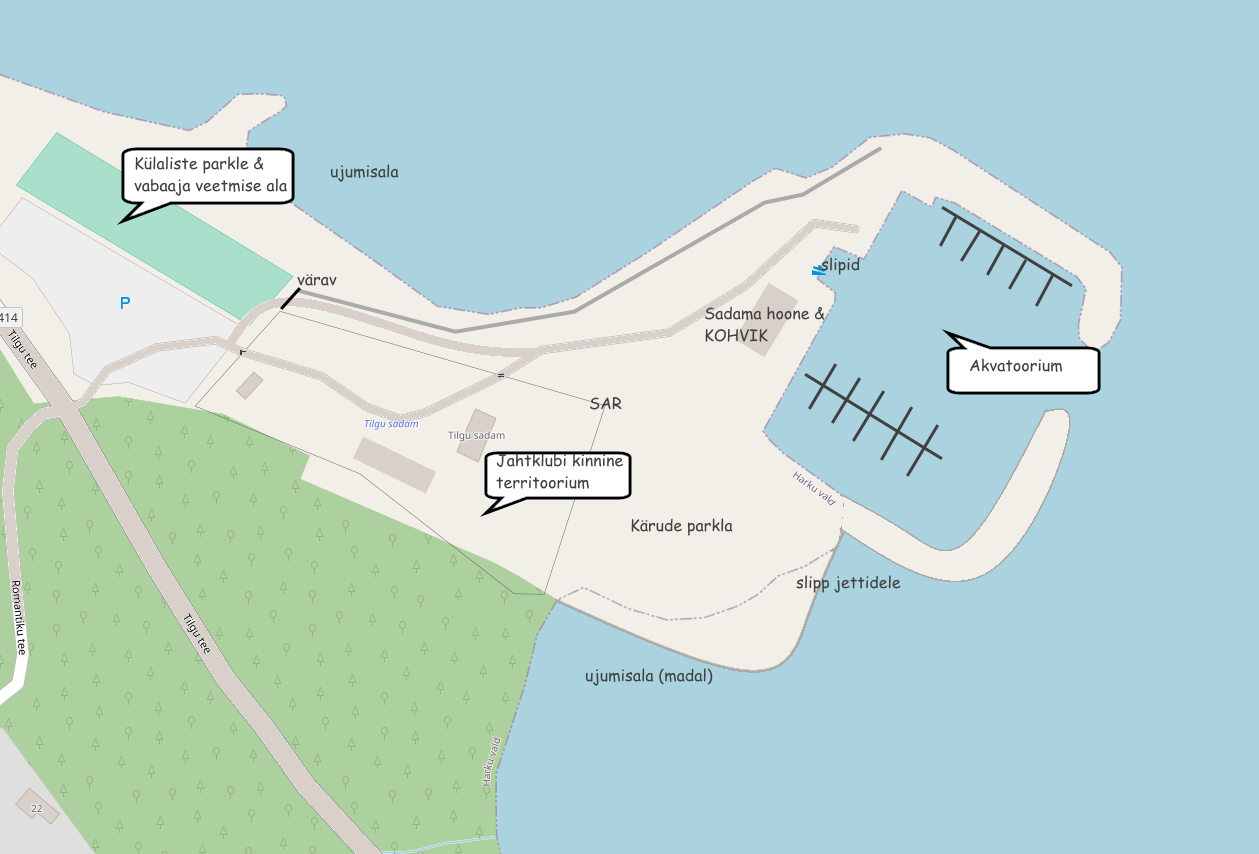 Külaliste parkle &
vabaaja veetmise ala
ujumisala
värav
P
414
Tilgu tee
slipid
Sadama hoone &
KOHVIK
Akvatoorium
SAR
Tilgu sadam
Tilgu sadam
Jahtklubi kinnine
territoorium
Harku vald
Kärude parkla
slipp jettidele
Romantiku tee
Tilgu tee
ujumisala (madal)
Harku vald
22